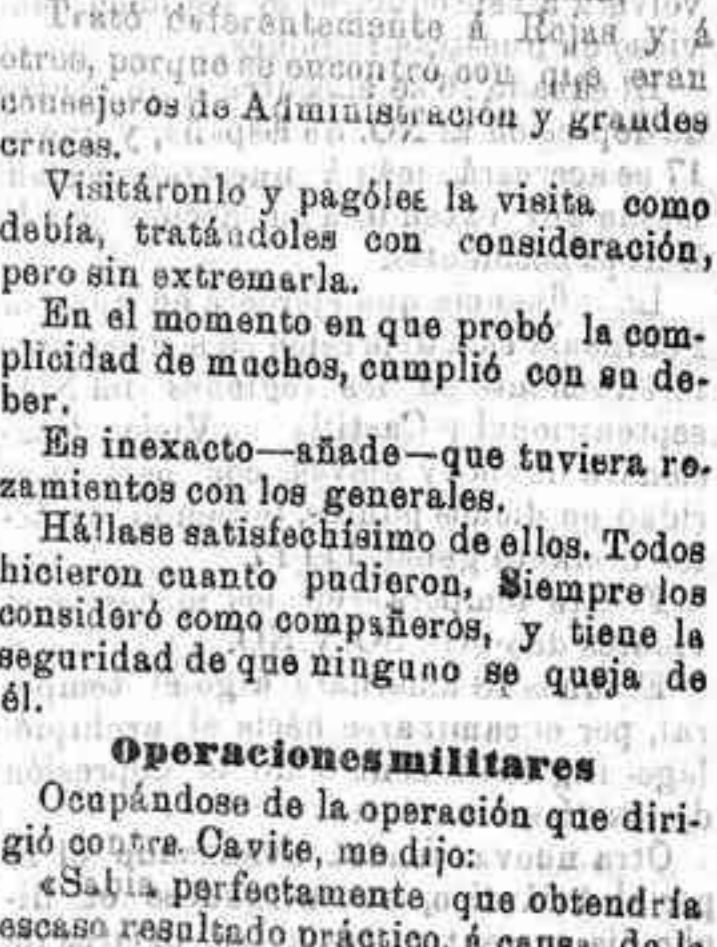 Trató deferentemente á Rojas y á
otros, porque se encontró con que eran
consejeros de Administración y grandes
cruces.
Visitáronlo y pagóles la visita como
debía, tratándoles con consideración,
pero sin extremarla.
En el momento en que probó la com-
plicidad de muchos, cumplió con su de-
ber.
Es inexacto—añade—que tuviera ro-
zamientos con los generales.
Hállase satisfechísimo de ellos. Todos
hicieron cuanto pudieron, Siempre los
consideró como compañeros, y tiene la
seguridad de que ninguno se queja de
él.
Operaciones militares
Ocupándose de la operación que diri-
gió contra Cavite, me dijo:
«Sabía perfectamente que obtendría
escaso resultado práctico, á causa de la